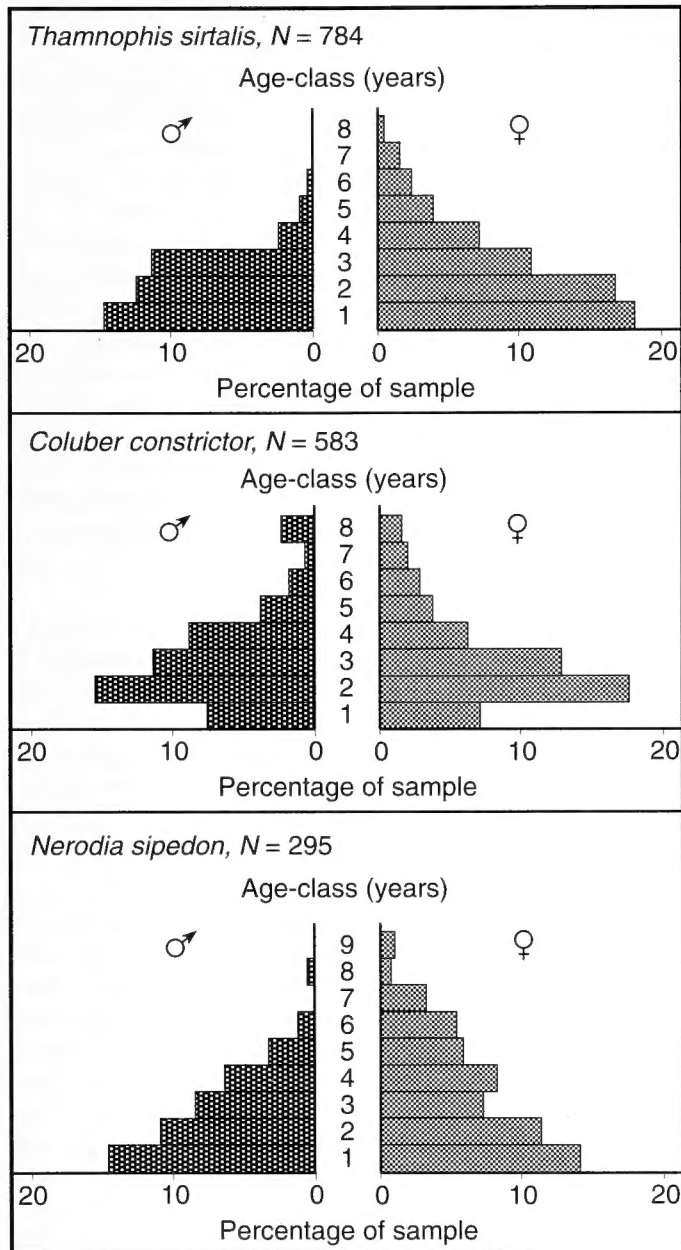 Thamnophis sirtalis, N = 784
Age-class (years)
♂ 8 ♀
7
6
5
4
3
2
1
20 10 0 0 10 20
Percentage of sample
Coluber constrictor, N = 583
Age-class (years)
♂ 8 ♀
7
6
5
4
3
2
1
20 10 0 0 10 20
Percentage of sample
Nerodia sipedon, N = 295
Age-class (years)
♂ 9 ♀
8
7
6
5
4
3
2
1
20 10 0 0 10 20
Percentage of sample